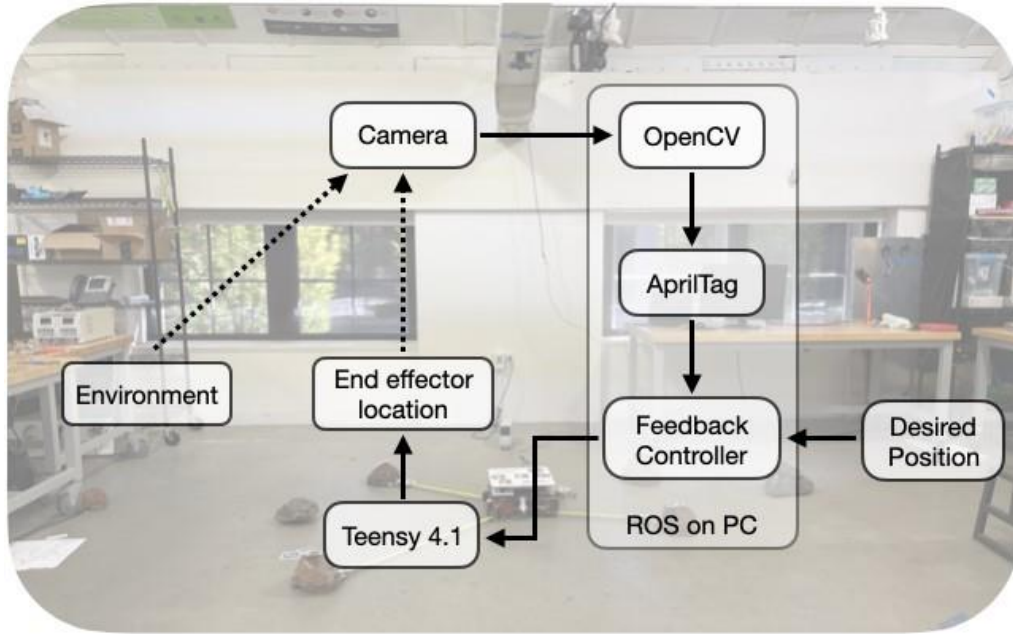 Camera
OpenCV
AprilTag
Environment
End effector
location
Feedback
Controller
Desired
Position
Teensy 4.1
ROS on PC